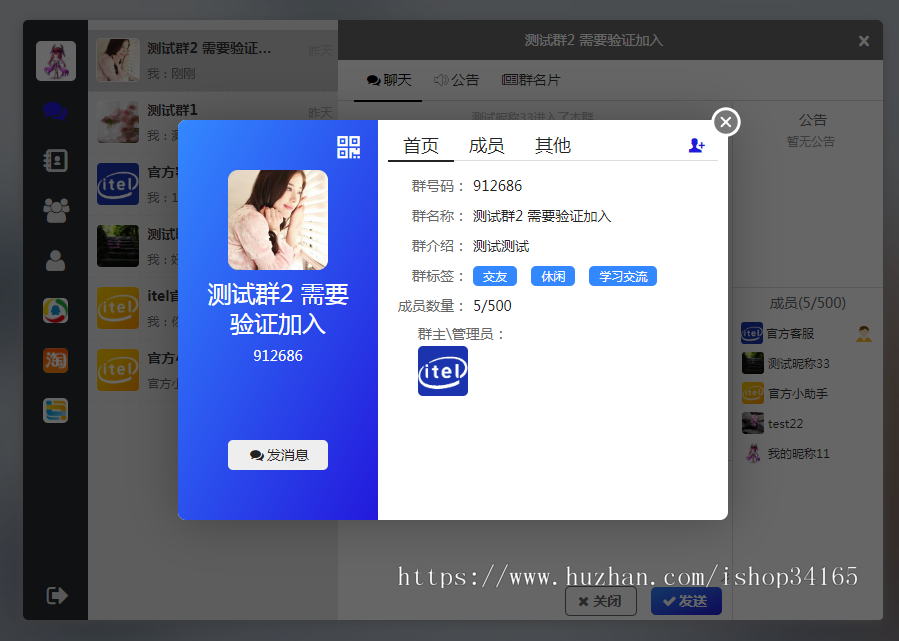 测试群2 需要验证...
昨天
我：刚刚
测试群1
昨天
我：
官方
我：1
测试
我：
itel官
我：
官方
官方小
测试群2 需要验证加入
聊天
公告
群名片
测试昵称33进入了本群
公告
暂无公告
成员(5/500)
itel 官方客服
测试昵称33
itel 官方小助手
test22
我的昵称11
关闭
发送
测试群2 需要
验证加入
912686
发消息
首页
成员
其他
群号码： 912686
群名称： 测试群2 需要验证加入
群介绍： 测试测试
群标签： 交友 休闲 学习交流
成员数量： 5/500
群主\管理员：
itel
itel
itel
itel
淘
https://www.huzhan.com/ishop34165